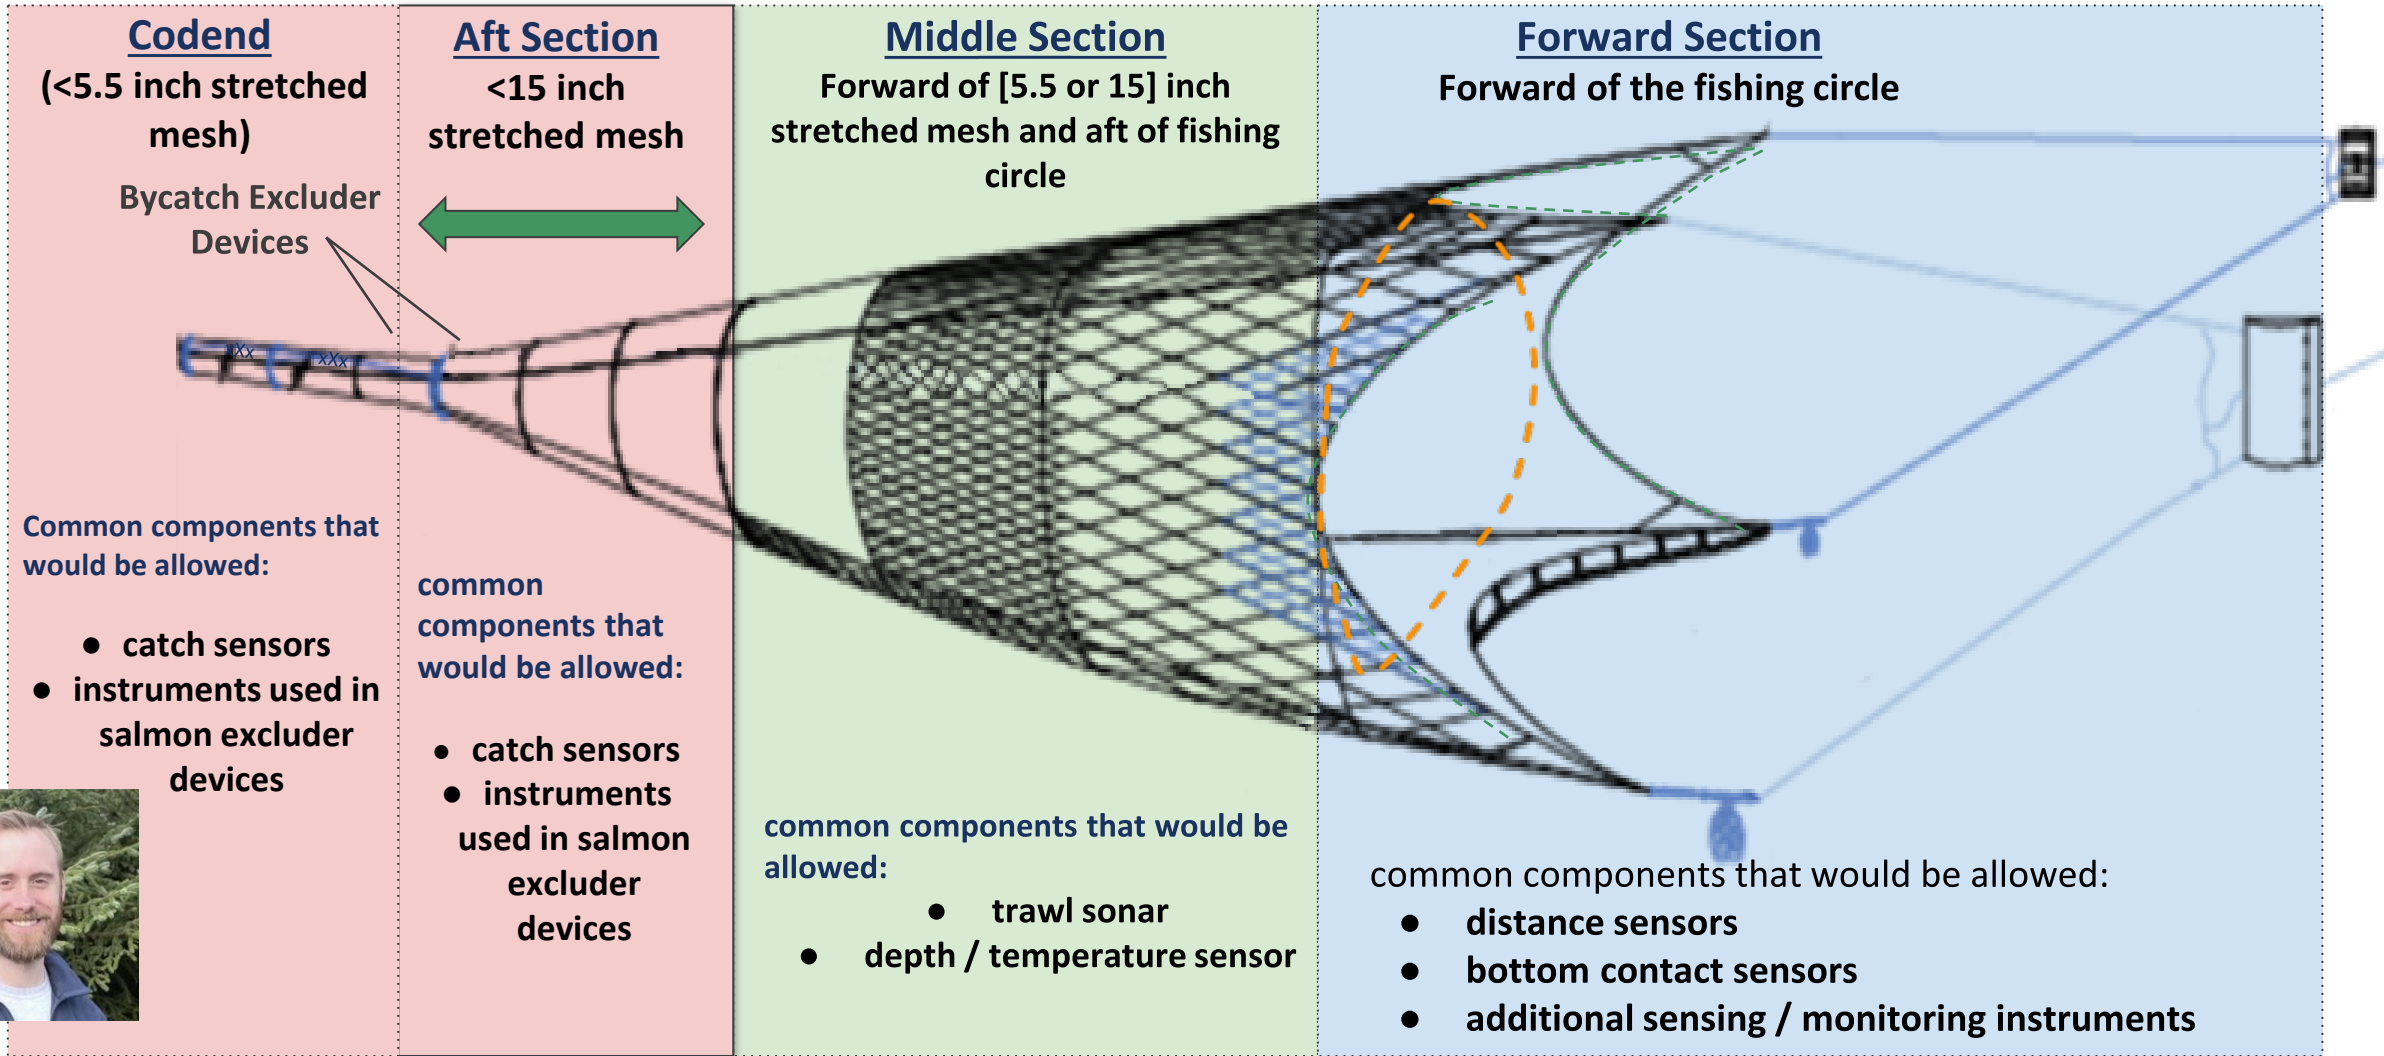 Codend
(<5.5 inch stretched
mesh)
Bycatch Excluder
Devices
Common components that
would be allowed:
● catch sensors
● instruments used in
salmon excluder
devices
Aft Section
<15 inch
stretched mesh
common
components that
would be allowed:
● catch sensors
● instruments
used in salmon
excluder
devices
Middle Section
Forward of [5.5 or 15] inch
stretched mesh and aft of fishing
circle
common components that would be
allowed:
● trawl sonar
● depth / temperature sensor
Forward Section
Forward of the fishing circle
common components that would be allowed:
● distance sensors
● bottom contact sensors
● additional sensing / monitoring instruments